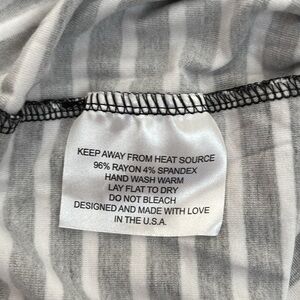 KEEP AWAY FROM HEAT SOURCE
96% RAYON 4% SPANDEX
HAND WASH WARM
LAY FLAT TO DRY
DO NOT BLEACH
DESIGNED AND MADE WITH LOVE
IN THE U.S.A.